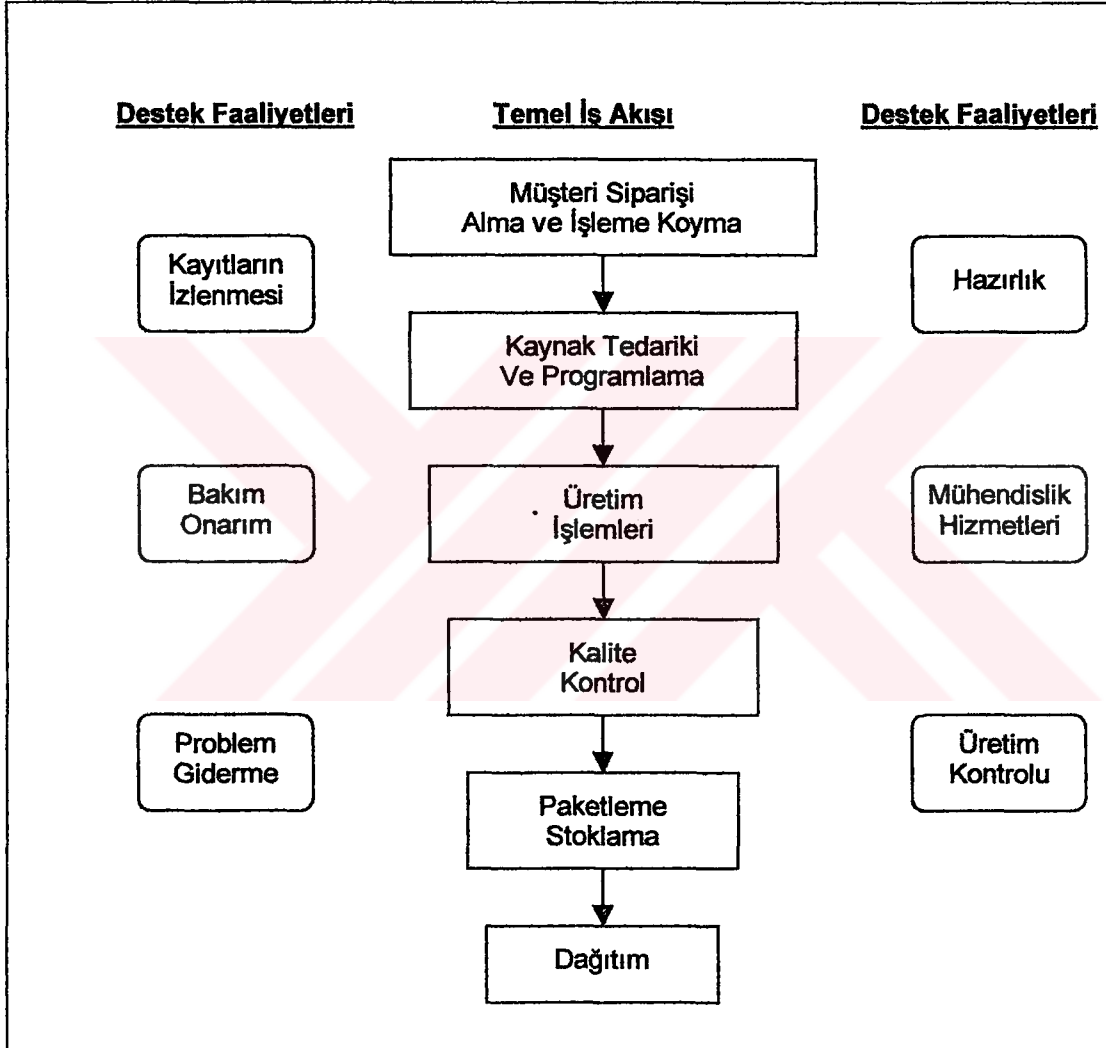 Destek Faaliyetleri
Temel İş Akışı
Destek Faaliyetleri
Müşteri Siparişi
Alma ve İşleme Koyma
Kayıtların
İzlenmesi
Hazırlık
Kaynak Tedariki
Ve Programlama
Bakım
Onarım
Üretim
İşlemleri
Mühendislik
Hizmetleri
Kalite
Kontrol
Problem
Giderme
Üretim
Kontrolu
Paketleme
Stoklama
Dağıtım